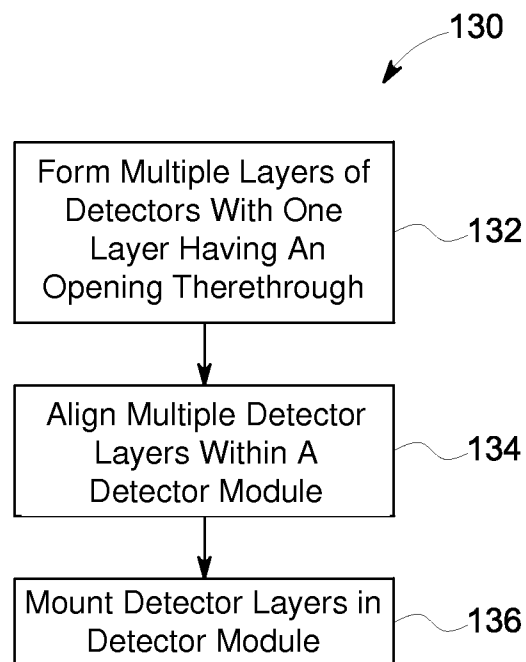 130
Form Multiple Layers of
Detectors With One
Layer Having An
Opening Therethrough
132
Align Multiple Detector
Layers Within A
Detector Module
134
Mount Detector Layers in
Detector Module
136